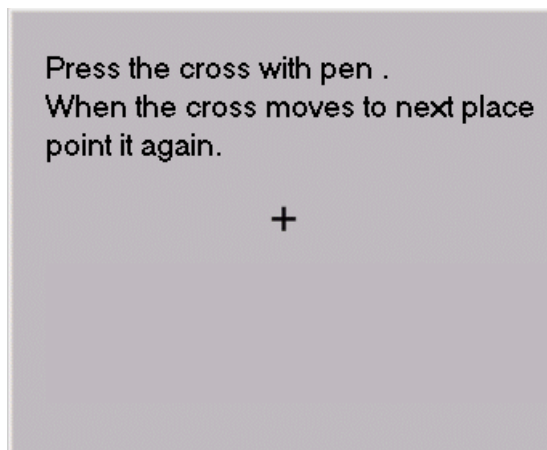 Press the cross with pen .
When the cross moves to next place
point it again.